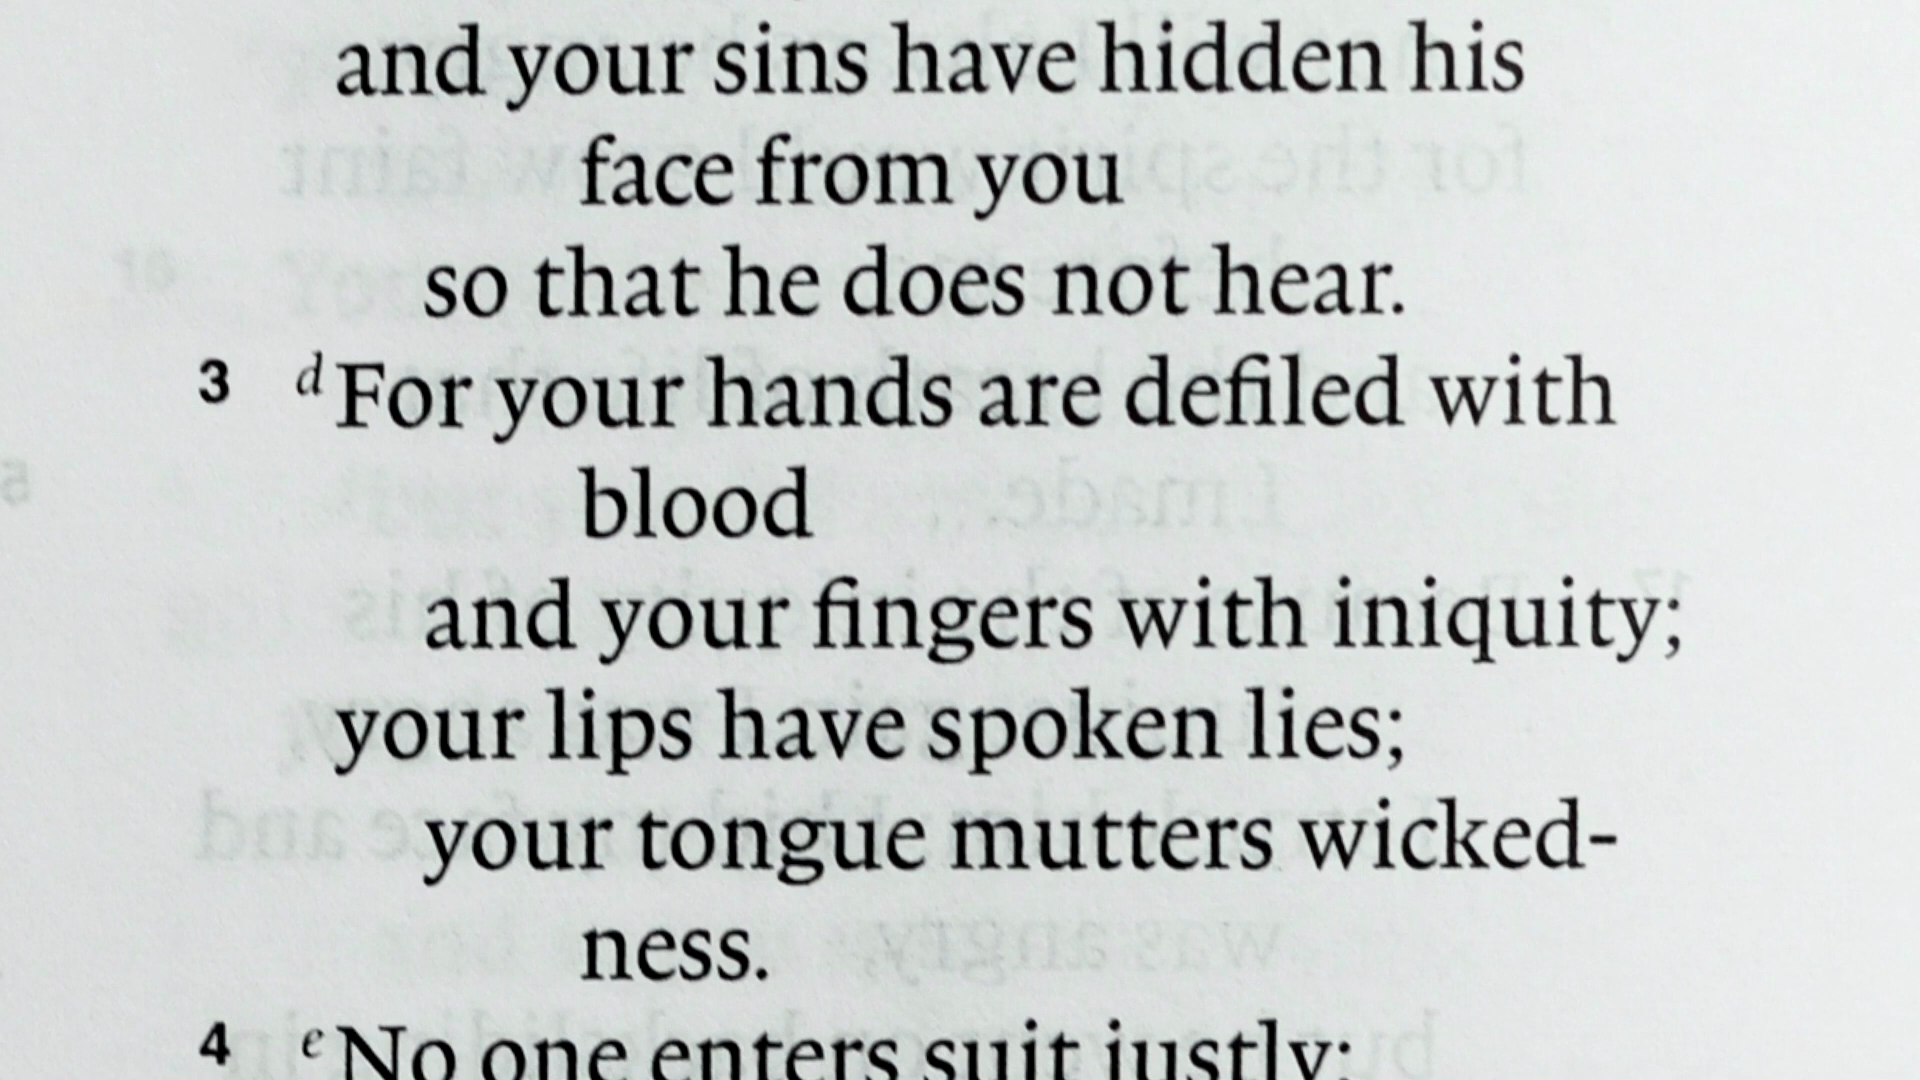 and your sins have hidden his
face from you
so that he does not hear.
3 d For your hands are defiled with
blood
and your fingers with iniquity;
your lips have spoken lies;
your tongue mutters wicked-
ness.
4 e No one enters suit justly;